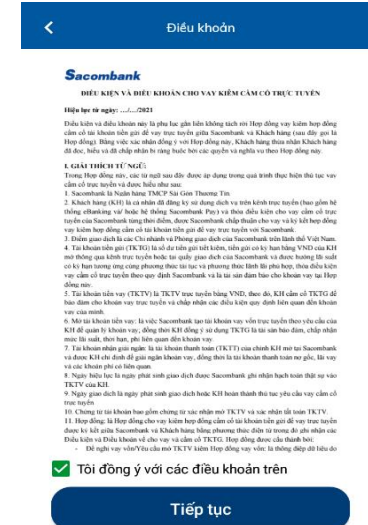 Điều khoản
Sacombank
ĐIỀU KIỆN VÀ ĐIỀU KHOẢN CHO VAY KIÊM CẦM CỐ TRỰC TUYẾN
Hiệu lực từ ngày: …/…/2021
Điều kiện và điều khoản này là phụ lục gắn liền không tách rời Hợp đồng vay kiêm hợp đồng
cầm cố tài khoản tiền gửi để vay trực tuyến giữa Sacombank và Khách hàng (sau đây gọi là
Hợp đồng). Bằng việc xác nhận đồng ý với Hợp đồng này, Khách hàng thừa nhận Khách hàng
đã đọc, hiểu và đã chấp nhận bị ràng buộc bởi các quyền và nghĩa vụ theo Hợp đồng này.
I. GIẢI THÍCH TỪ NGỮ:
Trong Hợp đồng này, các từ ngữ sau đây được áp dụng trong quá trình thực hiện thủ tục vay
cầm cố trực tuyến và được hiểu như sau:
1. Sacombank là Ngân hàng TMCP Sài Gòn Thương Tín.
2. Khách hàng (KH) là cá nhân đã đăng ký sử dụng dịch vụ trên kênh trực tuyến (bao gồm hệ
thống eBanking và/ hoặc hệ thống Sacombank Pay) và thỏa điều kiện cho vay cầm cố trực
tuyến của Sacombank từng thời điểm, được Sacombank chấp thuận cho vay và ký kết hợp đồng
vay kiêm hợp đồng cầm cố tài khoản tiền gửi để vay trực tuyến với Sacombank.
3. Điểm giao dịch là các Chi nhánh và Phòng giao dịch của Sacombank trên lãnh thổ Việt Nam.
4. Tài khoản tiền gửi (TKTG) là số dư tiền gửi tiết kiệm, tiền gửi có kỳ hạn bằng VND của KH
mở thông qua kênh trực tuyến hoặc tại quầy giao dịch của Sacombank và được hưởng lãi suất
có kỳ hạn tương ứng cùng phương thức tái tục và phương thức lãnh lãi phù hợp, thỏa điều kiện
vay cầm cố trực tuyến theo quy định Sacombank và là tài sản đảm bảo cho khoản vay tại Hợp
đồng này.
5. Tài khoản tiền vay (TKTV) là TKTV trực tuyến bằng VND, theo đó, KH cầm cố TKTG để
bảo đảm cho khoản vay trực tuyến và chấp nhận các điều kiện quy định liên quan đến khoản
vay của mình.
6. Mở tài khoản tiền vay: là việc Sacombank tạo tài khoản vay vốn trực tuyến theo yêu cầu của
KH để quản lý khoản vay; đồng thời KH đồng ý sử dụng TKTG là tài sản bảo đảm, chấp nhận
mức lãi suất, thời hạn, phí liên quan đến khoản vay.
7. Tài khoản nhận giải ngân: là tài khoản thanh toán (TKTT) của chính KH mở tại Sacombank
và được KH chỉ định để giải ngân khoản vay, đồng thời là tài khoản thanh toán nợ gốc, lãi vay
và các khoản phí có liên quan.
8. Ngày hiệu lực là ngày phát sinh giao dịch được Sacombank ghi nhận hạch toán thật sự vào
TKTV của KH.
9. Ngày giao dịch là ngày phát sinh giao dịch hoặc KH hoàn thành thủ tục yêu cầu vay cầm cố
trực tuyến
10. Chứng từ tài khoản bao gồm chứng từ xác nhận mở TKTV và xác nhận tất toán TKTV.
11. Hợp đồng: là Hợp đồng cho vay kiêm hợp đồng cầm cố tài khoản tiền gửi để vay trực tuyến
được ký kết giữa Sacombank và Khách hàng bằng phương thức điện tử trong đó ghi nhận các
Điều kiện và Điều khoản về cho vay và cầm cố TKTG. Hợp đồng được cấu thành bởi:
- Đề nghị vay vốn/Yêu cầu mở TKTV kiêm Hợp đồng vay vốn: là thông điệp dữ liệu do
Tôi đồng ý với các điều khoản trên
Tiếp tục